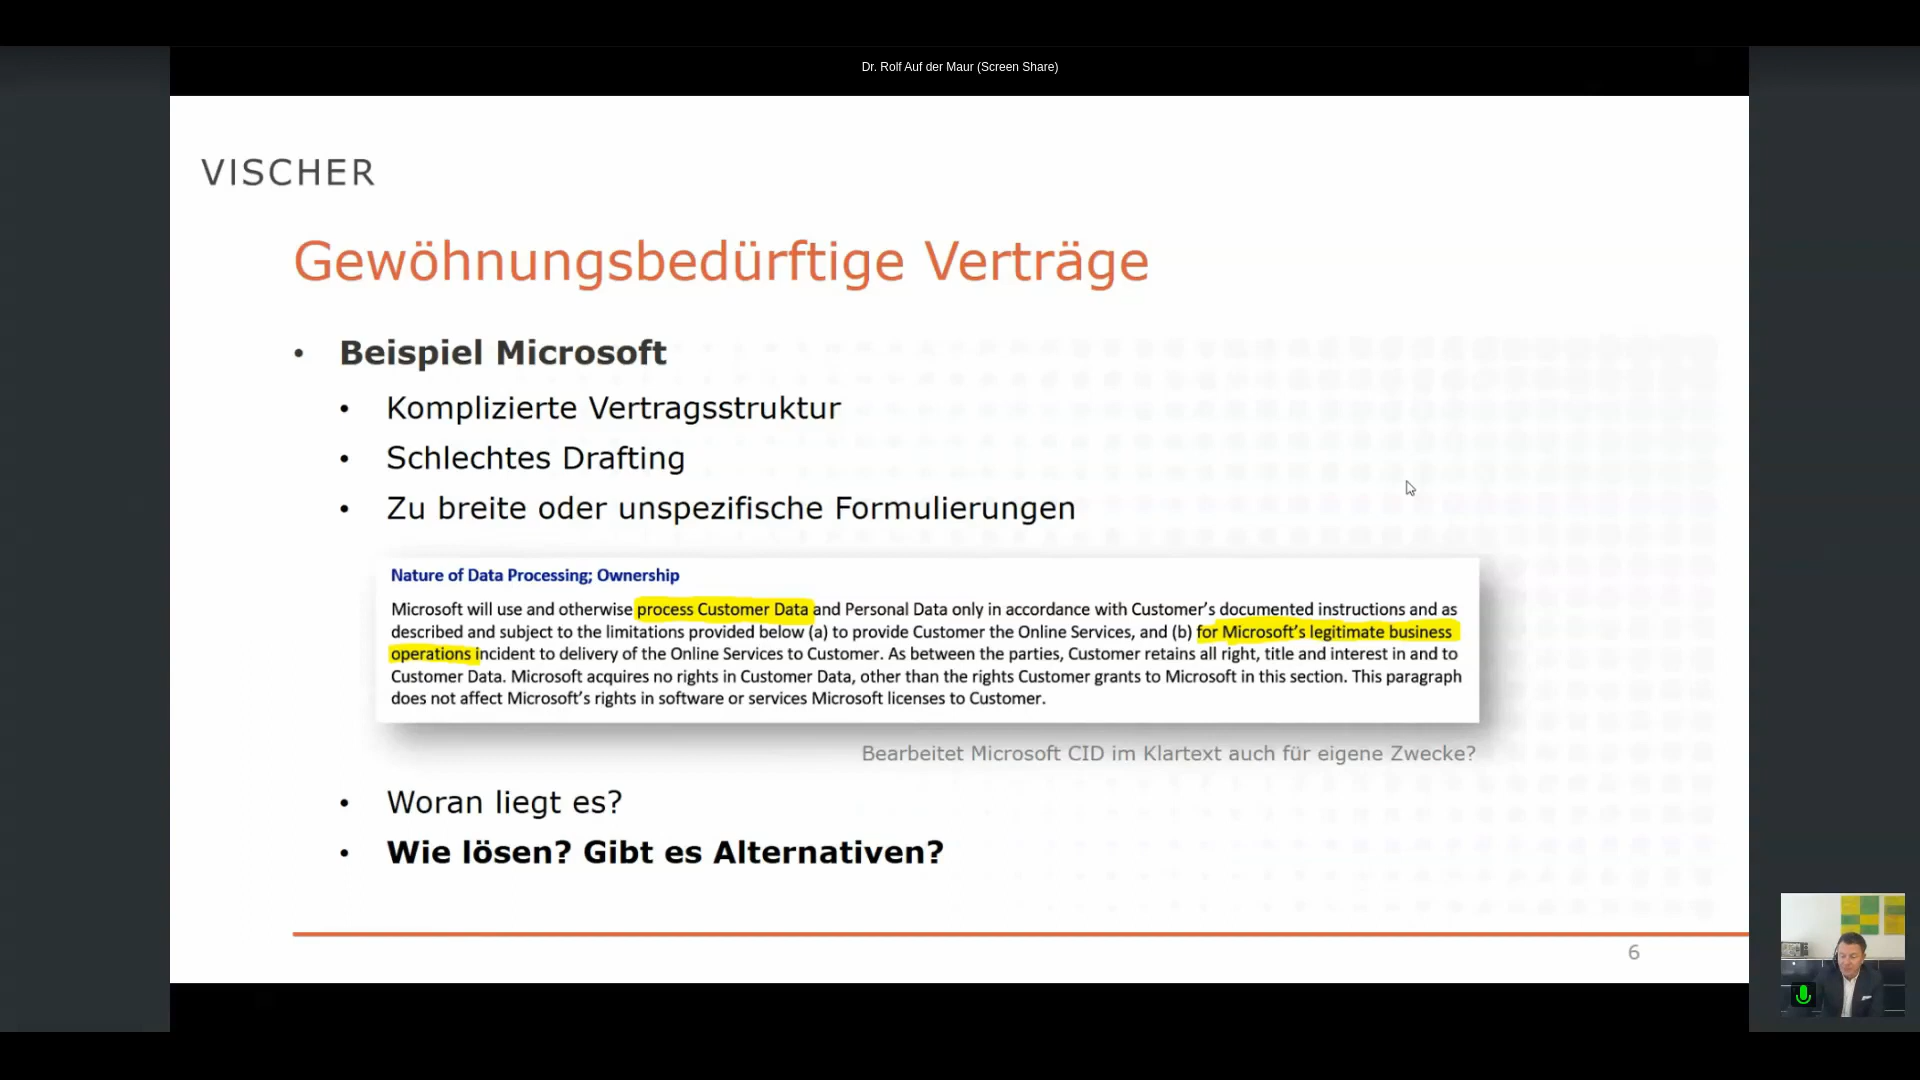 Dr. Rolf Auf der Maur (Screen Share)
VISCHER
Gewöhnungsbedürftige Verträge
• Beispiel Microsoft
• Komplizierte Vertragsstruktur
• Schlechtes Drafting
• Zu breite oder unspezifische Formulierungen
Nature of Data Processing; Ownership
Microsoft will use and otherwise process Customer Data and Personal Data only in accordance with Customer's documented instructions and as
described and subject to the limitations provided below (a) to provide Customer the Online Services, and (b) for Microsoft's legitimate business
operations incident to delivery of the Online Services to Customer. As between the parties, Customer retains all right, title and interest in and to
Customer Data. Microsoft acquires no rights in Customer Data, other than the rights Customer grants to Microsoft in this section. This paragraph
does not affect Microsoft's rights in software or services Microsoft licenses to Customer.
Bearbeitet Microsoft CID im Klartext auch für eigene Zwecke?
• Woran liegt es?
• Wie lösen? Gibt es Alternativen?
6